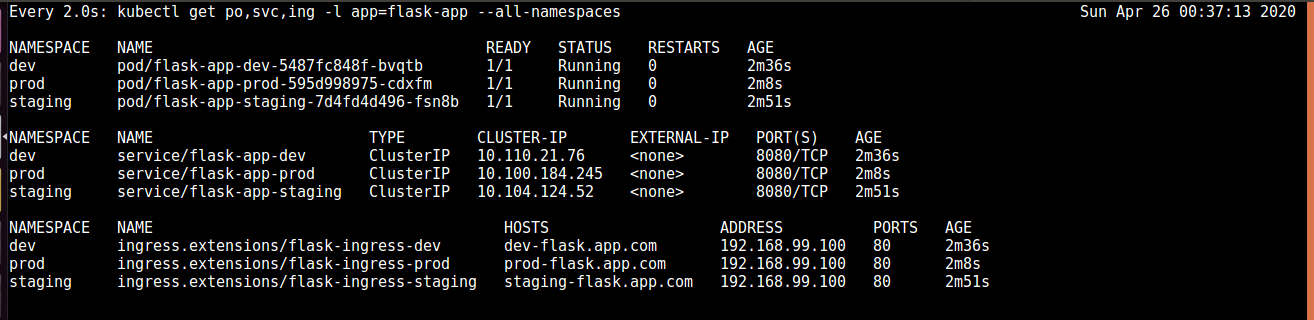 Every 2.0s: kubectl get po,svc,ing -l app=flask-app --all-namespaces Sun Apr 26 00:37:13 2020
NAMESPACE NAME READY STATUS RESTARTS AGE
dev pod/flask-app-dev-5487fc848f-bvqtb 1/1 Running 0 2m36s
prod pod/flask-app-prod-595d998975-cdxfm 1/1 Running 0 2m8s
staging pod/flask-app-staging-7d4fd4d496-fsn8b 1/1 Running 0 2m51s
NAMESPACE NAME TYPE CLUSTER-IP EXTERNAL-IP PORT(S) AGE
dev service/flask-app-dev ClusterIP 10.110.21.76 <none> 8080/TCP 2m36s
prod service/flask-app-prod ClusterIP 10.100.184.245 <none> 8080/TCP 2m8s
staging service/flask-app-staging ClusterIP 10.104.124.52 <none> 8080/TCP 2m51s
NAMESPACE NAME HOSTS ADDRESS PORTS AGE
dev ingress.extensions/flask-ingress-dev dev-flask.app.com 192.168.99.100 80 2m36s
prod ingress.extensions/flask-ingress-prod prod-flask.app.com 192.168.99.100 80 2m8s
staging ingress.extensions/flask-ingress-staging staging-flask.app.com 192.168.99.100 80 2m51s